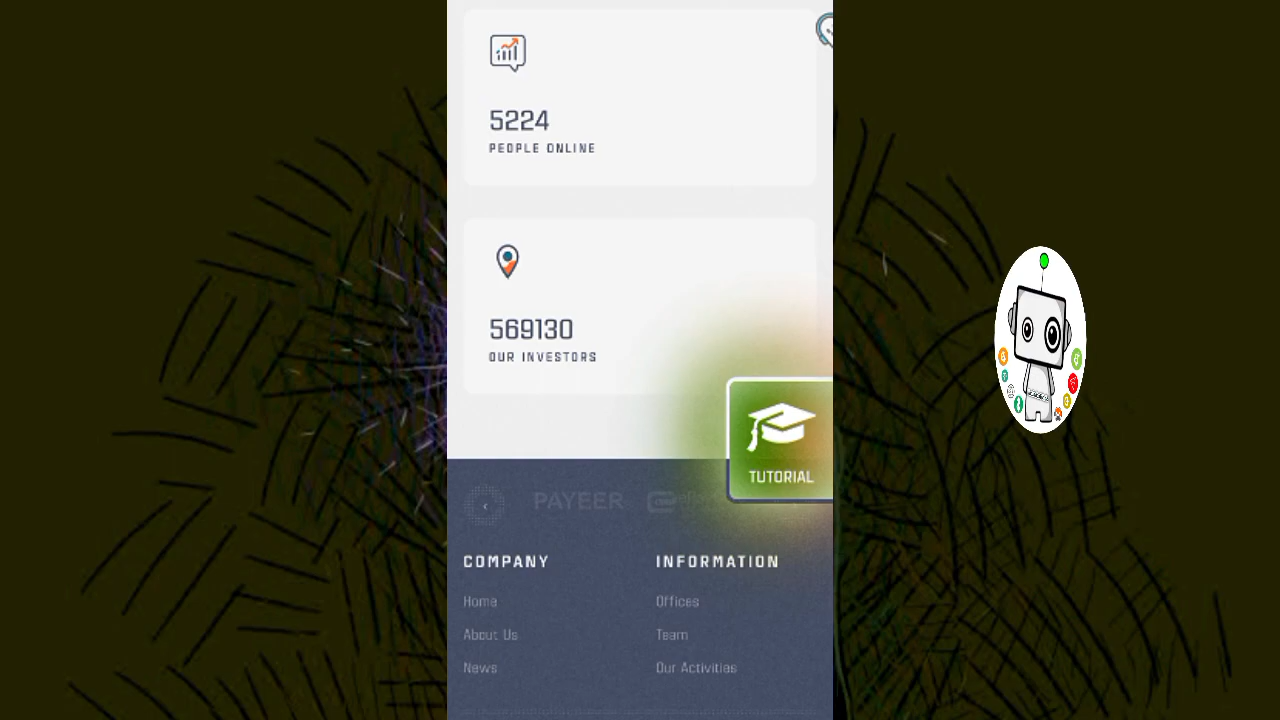 5224
PEOPLE ONLINE
569130
OUR INVESTORS
TUTORIAL
PAYEER
COMPANY
INFORMATION
Home
Offices
About Us
Team
News
Our Activities